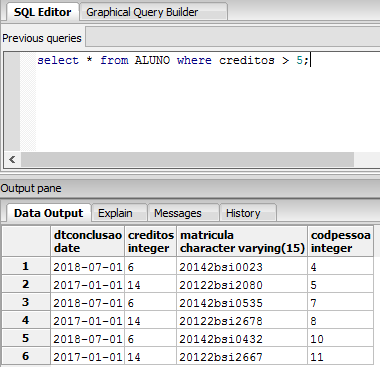 SQL Editor Graphical Query Builder
Previous queries
select * from ALUNO where creditos > 5;
Output pane
Data Output Explain Messages History
dtconclusao creditos matricula codpessoa
date integer character varying(15) integer
1 2018-07-01 6 20142bsi0023 4
2 2017-01-01 14 20122bsi2080 5
3 2018-07-01 6 20142bsi0535 7
4 2017-01-01 14 20122bsi2678 8
5 2018-07-01 6 20142bsi0432 10
6 2017-01-01 14 20122bsi2667 11